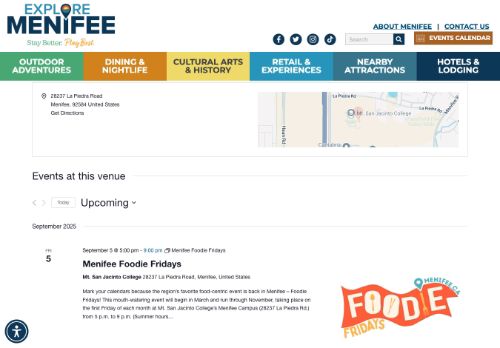 EXPLORE
MENIFEE
Stay Better. Play Best.
ABOUT MENIFEE | CONTACT US
Search
EVENTS CALENDAR
OUTDOOR
ADVENTURES
DINING &
NIGHTLIFE
CULTURAL ARTS
& HISTORY
RETAIL &
EXPERIENCES
NEARBY
ATTRACTIONS
HOTELS &
LODGING
28237 La Piedra Road
Menifee, 92584 United States
Get Directions
La Piedra Rd
La Piedra Rd
Mt. San Jacinto College
Events at this venue
Today
Upcoming
September 2025
FRI
5
September 5 @ 5:00 pm - 9:00 pm Menifee Foodie Fridays
Menifee Foodie Fridays
Mt. San Jacinto College 28237 La Piedra Road, Menifee, United States
Mark your calendars because the region's favorite food-centric event is back in Menifee – Foodie
Fridays! This mouth-watering event will begin in March and run through November, taking place on
the first Friday of each month at Mt. San Jacinto College's Menifee Campus (28237 La Piedra Rd.)
from 5 p.m. to 9 p.m. (Summer hours…
MENIFEE, CA
FOODIE
FRIDAYS